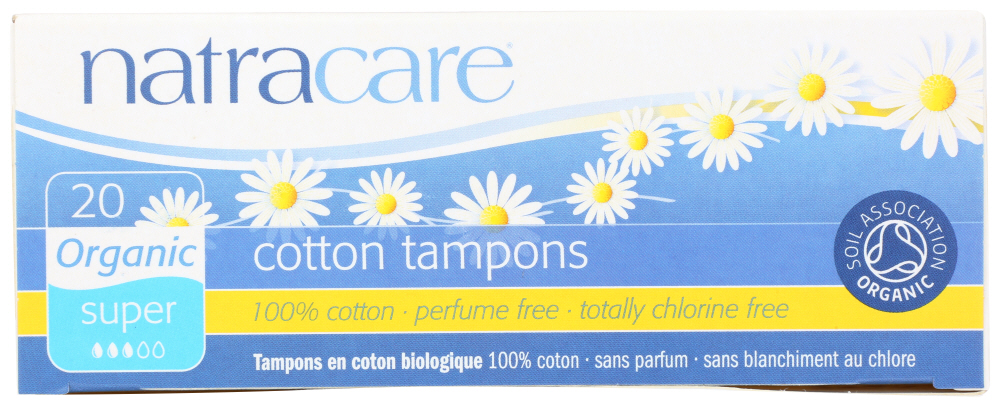 natracare
20
Organic
super
cotton tampons
100% cotton · perfume free · totally chlorine free
Tampons en coton biologique 100% coton · sans parfum · sans blanchiment au chlore
SOIL ASSOCIATION
ORGANIC